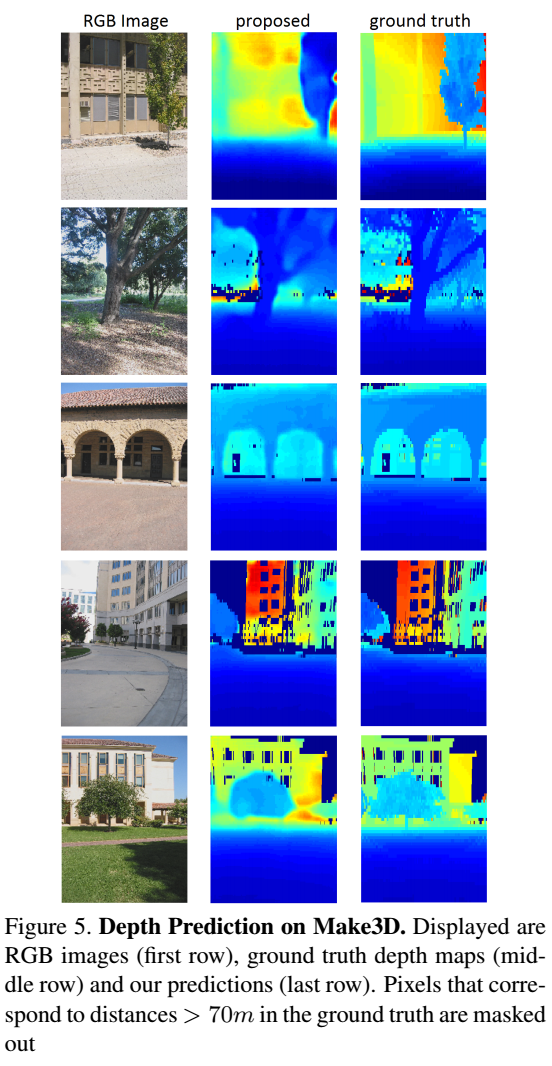 RGB Image proposed ground truth
Figure 5. Depth Prediction on Make3D. Displayed are
RGB images (first row), ground truth depth maps (mid-
dle row) and our predictions (last row). Pixels that corre-
spond to distances > 70m in the ground truth are masked
out